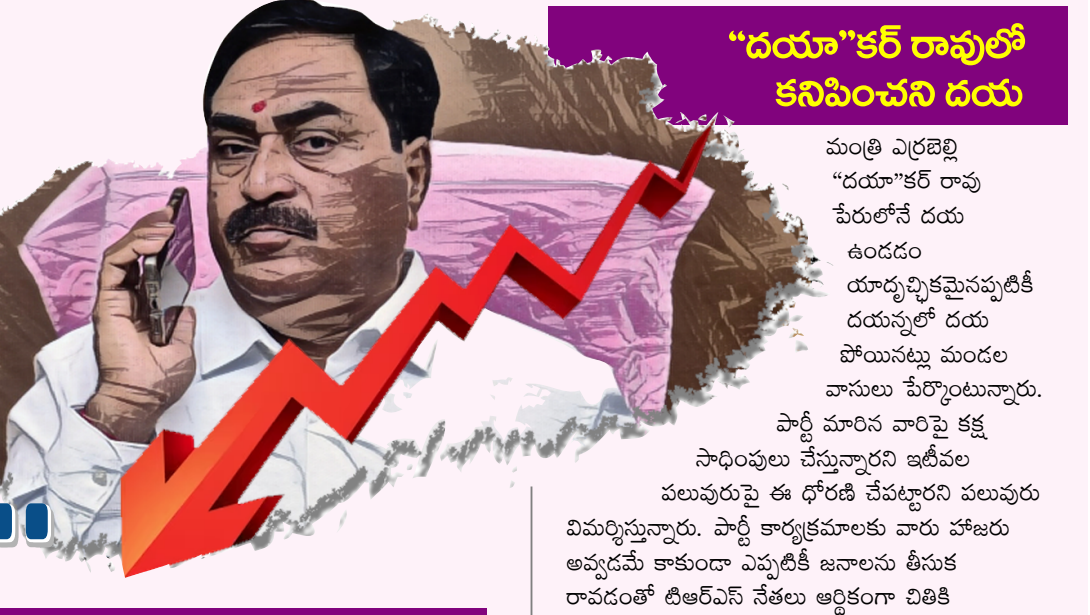 “దయా”కర్ రావులో
కనిపించని దయ
మంత్రి ఎర్రబెల్లి
“దయా”కర్ రావు
పేరులోనే దయ
ఉండడం
యాదృచ్ఛికమైనప్పటికీ
దయన్నలో దయ
పోయినట్లు మండల
వాసులు పేర్కొంటున్నారు.
పార్టీ మారిన వారిపై కక్ష
సాధింపులు చేస్తున్నారని ఇటీవల
పలువురుపై ఈ ధోరణి చేపట్టారని పలువురు
విమర్శిస్తున్నారు. పార్టీ కార్యక్రమాలకు వారు హాజరు
అవ్వడమే కాకుండా ఎప్పటికీ జనాలను తీసుక
రావడంతో టిఆర్ఎస్ నేతలు ఆర్థికంగా చితికి